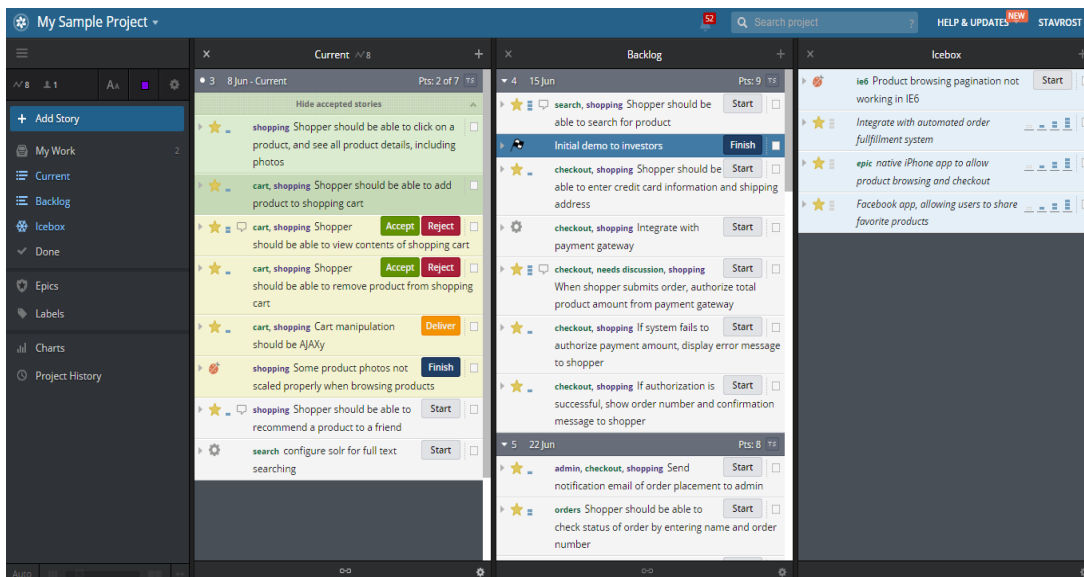 My Sample Project
52
Search project
?
HELP & UPDATES
NEW
STAVROST
8
1
AA
+ Add Story
My Work 2
Current
Backlog
Icebox
Done
Epics
Labels
Charts
Project History
Auto
× Current 8 +
3 8 Jun - Current Pts: 2 of 7 TS
Hide accepted stories
shopping Shopper should be able to click on a
product, and see all product details, including
photos
cart, shopping Shopper should be able to add
product to shopping cart
cart, shopping Shopper Accept Reject
should be able to view contents of shopping cart
cart, shopping Shopper Accept Reject
should be able to remove product from shopping
cart
cart, shopping Cart manipulation Deliver
should be AJAXy
shopping Some product photos not Finish
scaled properly when browsing products
shopping Shopper should be able to Start
recommend a product to a friend
search configure solr for full text Start
searching
× Backlog +
4 15 Jun Pts: 9 TS
search, shopping Shopper should be Start
able to search for product
Initial demo to investors Finish
checkout, shopping Shopper should be Start
able to enter credit card information and shipping
address
checkout, shopping Integrate with Start
payment gateway
checkout, needs discussion, shopping Start
When shopper submits order, authorize total
product amount from payment gateway
checkout, shopping If system fails to Start
authorize payment amount, display error message
to shopper
checkout, shopping If authorization is Start
successful, show order number and confirmation
message to shopper
5 22 Jun Pts: 8 TS
admin, checkout, shopping Send Start
notification email of order placement to admin
orders Shopper should be able to Start
check status of order by entering name and order
number
× Icebox +
ie6 Product browsing pagination not Start
working in IE6
Integrate with automated order
fullfillment system
epic native iPhone app to allow
product browsing and checkout
Facebook app, allowing users to share
favorite products